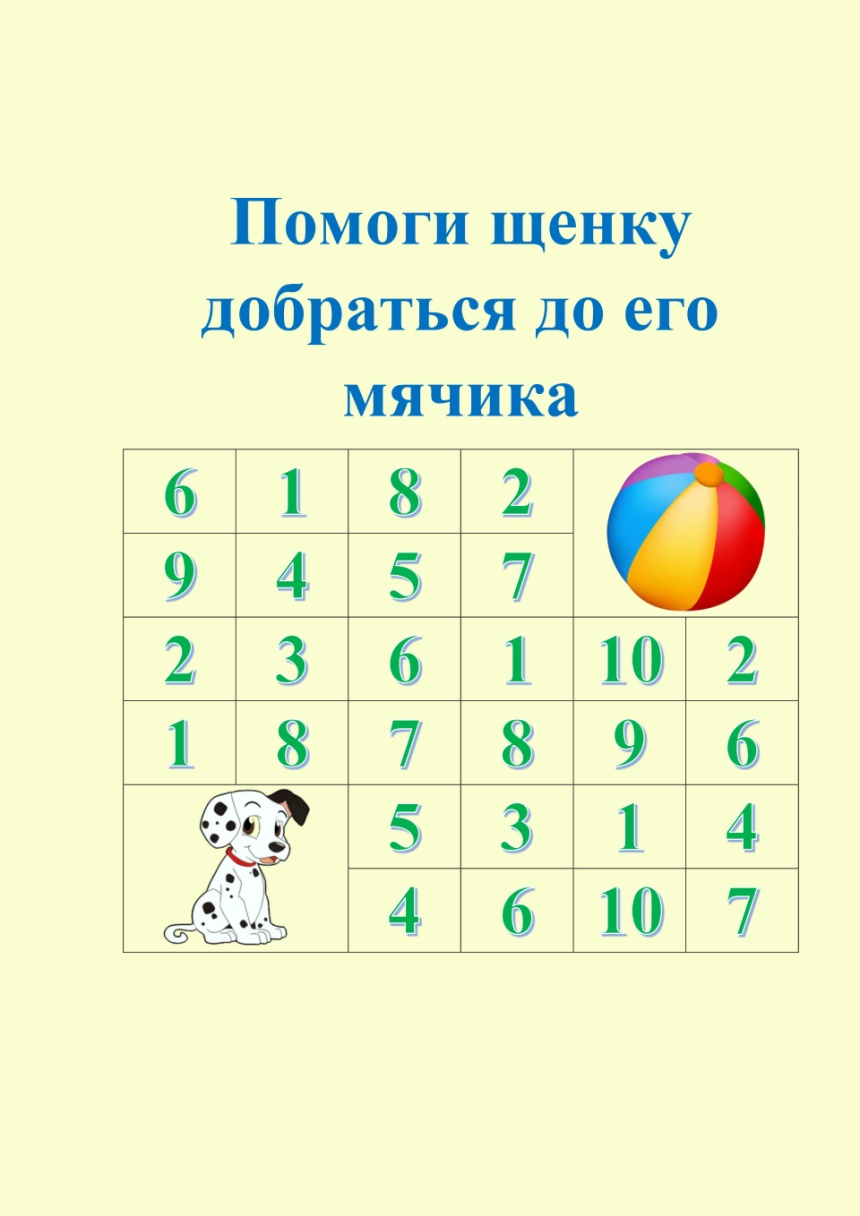 Помоги щенку
добраться до его
мячика
6 1 8 2
9 4 5 7
2 3 6 1 10 2
1 8 7 8 9 6
5 3 1 4
4 6 10 7